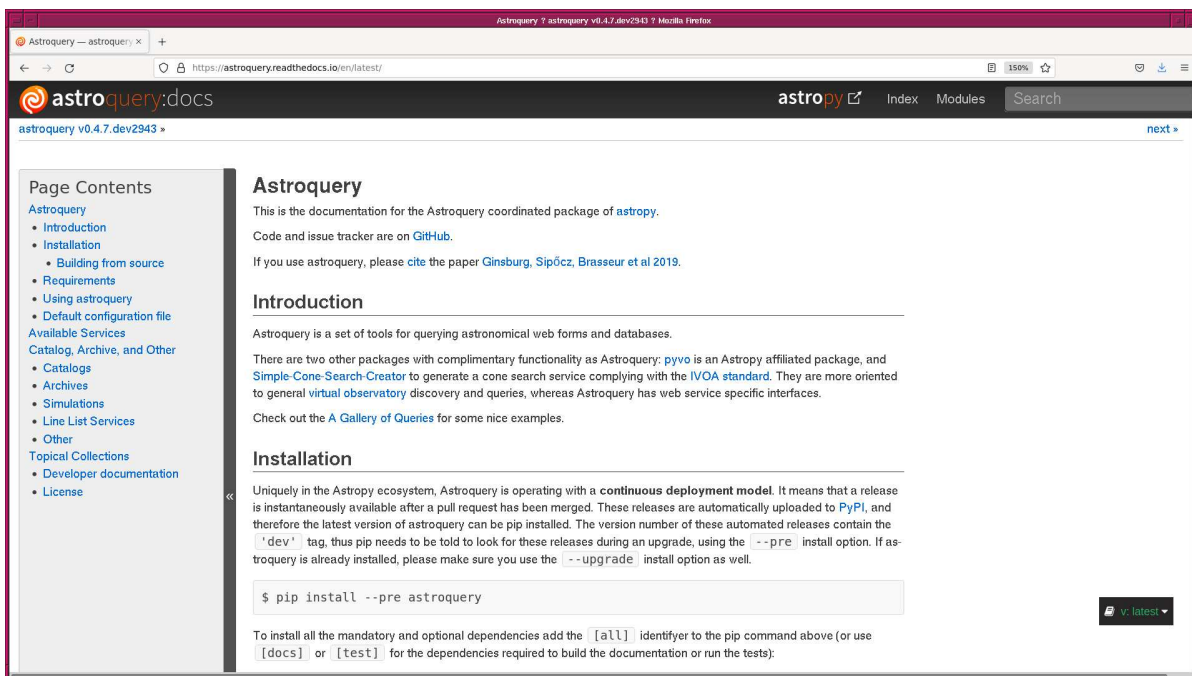 Astroquery ? astroquery v0.4.7.dev2943 ? Mozilla Firefox
Astroquery — astroquery ×
+
https://astroquery.readthedocs.io/en/latest/
150%
astroquery:docs
astropy
Index
Modules
Search
astroquery v0.4.7.dev2943 »
next »
Page Contents
Astroquery
• Introduction
• Installation
• Building from source
• Requirements
• Using astroquery
• Default configuration file
Available Services
Catalog, Archive, and Other
• Catalogs
• Archives
• Simulations
• Line List Services
• Other
Topical Collections
• Developer documentation
• License
«
Astroquery
This is the documentation for the Astroquery coordinated package of astropy.
Code and issue tracker are on GitHub.
If you use astroquery, please cite the paper Ginsburg, Sipőcz, Brasseur et al 2019.
Introduction
Astroquery is a set of tools for querying astronomical web forms and databases.
There are two other packages with complimentary functionality as Astroquery: pyvo is an Astropy affiliated package, and
Simple-Cone-Search-Creator to generate a cone search service complying with the IVOA standard. They are more oriented
to general virtual observatory discovery and queries, whereas Astroquery has web service specific interfaces.
Check out the A Gallery of Queries for some nice examples.
Installation
Uniquely in the Astropy ecosystem, Astroquery is operating with a continuous deployment model. It means that a release
is instantaneously available after a pull request has been merged. These releases are automatically uploaded to PyPI, and
therefore the latest version of astroquery can be pip installed. The version number of these automated releases contain the
'dev' tag, thus pip needs to be told to look for these releases during an upgrade, using the --pre install option. If as-
troquery is already installed, please make sure you use the --upgrade install option as well.
$ pip install --pre astroquery
To install all the mandatory and optional dependencies add the [all] identifyer to the pip command above (or use
[docs] or [test] for the dependencies required to build the documentation or run the tests):
v: latest